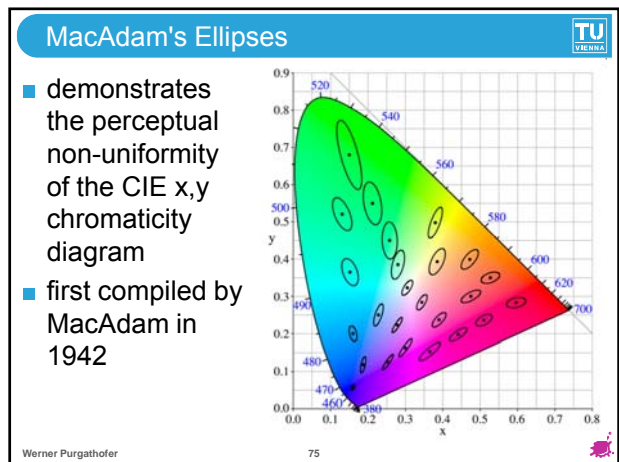 MacAdam's Ellipses
TU
VIENNA
demonstrates
the perceptual
non-uniformity
of the CIE x,y
chromaticity
diagram
first compiled by
MacAdam in
1942
0.9
0.8
0.7
0.6
0.5
y
0.4
0.3
0.2
0.1
0.0
0.0 0.1 0.2 0.3 0.4 0.5 0.6 0.7 0.8
x
520
540
560
500
580
600
620
490
700
480
470
460
380
Werner Purgathofer
75